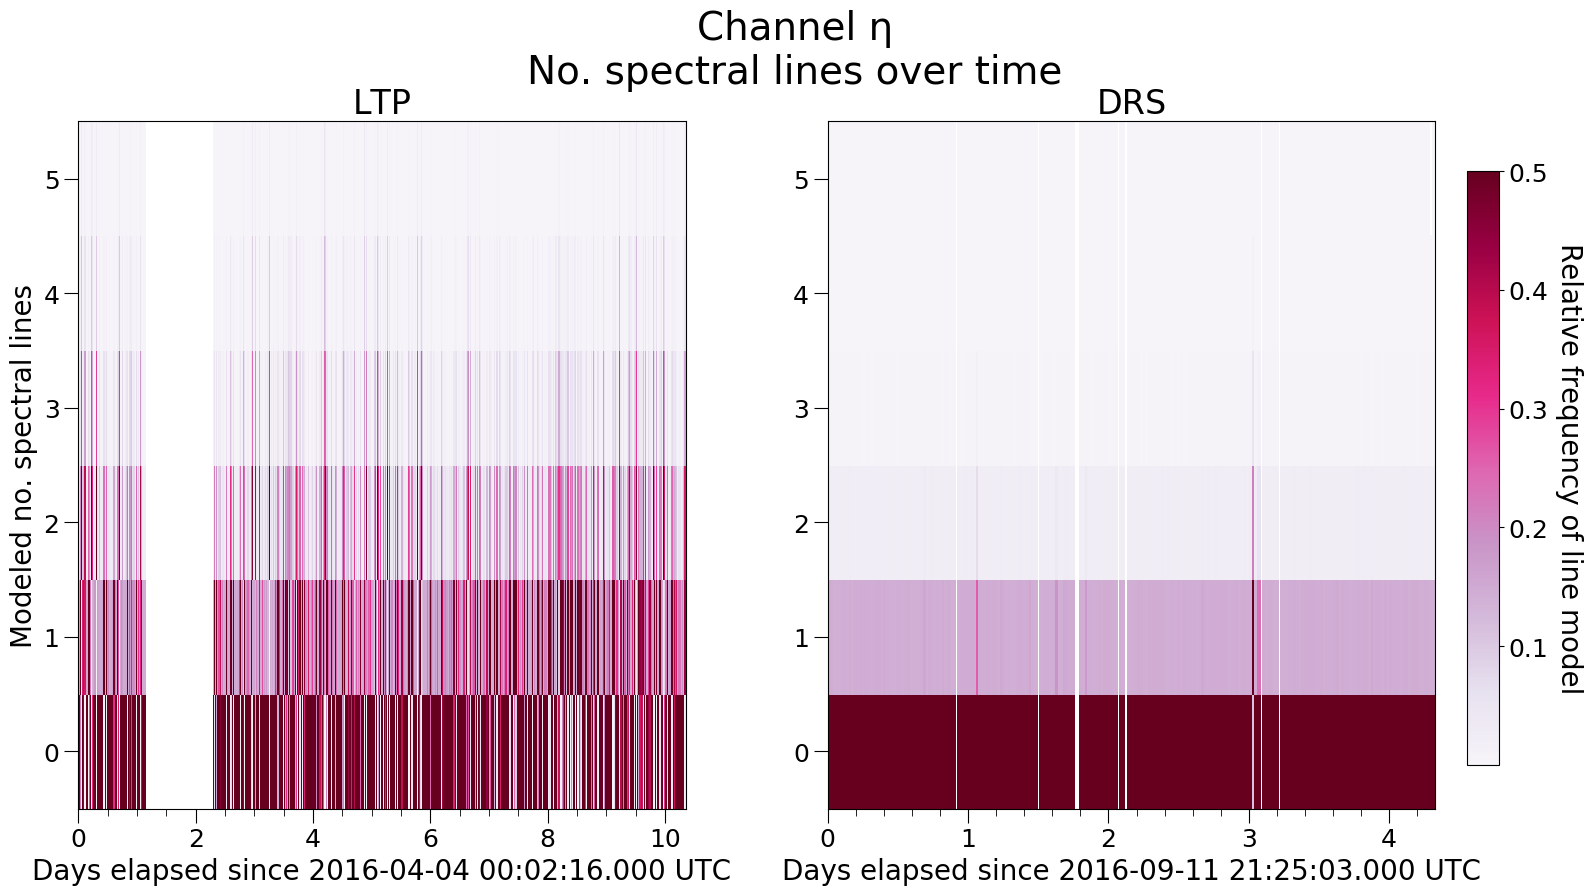 Channel η
No. spectral lines over time
LTP
DRS
Modeled no. spectral lines
5
4
3
2
1
0
0 2 4 6 8 10
Days elapsed since 2016-04-04 00:02:16.000 UTC
5
4
3
2
1
0
0 1 2 3 4
Days elapsed since 2016-09-11 21:25:03.000 UTC
0.5
0.4
0.3
0.2
0.1
Relative frequency of line model